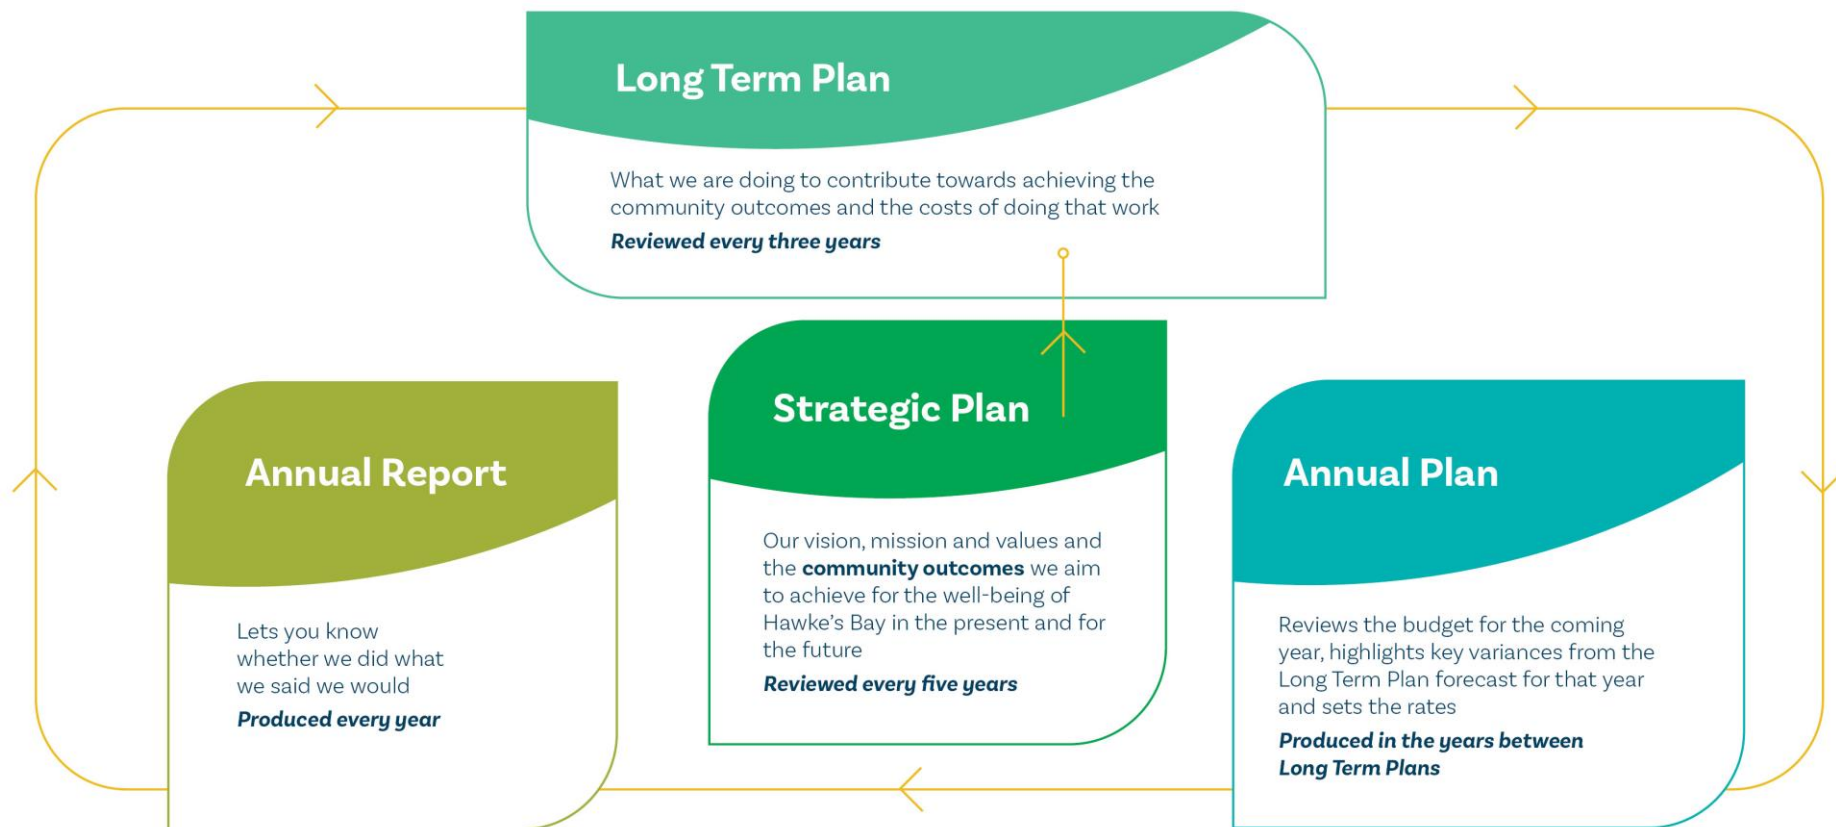 Long Term Plan
What we are doing to contribute towards achieving the
community outcomes and the costs of doing that work
Reviewed every three years
Annual Report
Lets you know
whether we did what
we said we would
Produced every year
Strategic Plan
Our vision, mission and values and
the community outcomes we aim
to achieve for the well-being of
Hawke's Bay in the present and for
the future
Reviewed every five years
Annual Plan
Reviews the budget for the coming
year, highlights key variances from the
Long Term Plan forecast for that year
and sets the rates
Produced in the years between
Long Term Plans